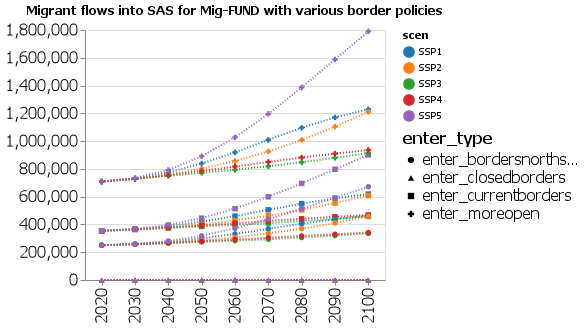 Migrant flows into SAS for Mig-FUND with various border policies
1,800,000
1,600,000
1,400,000
1,200,000
1,000,000
800,000
600,000
400,000
200,000
0
2020
2030
2040
2050
2060
2070
2080
2090
2100
scen
SSP1
SSP2
SSP3
SSP4
SSP5
enter_type
enter_bordersnorths…
enter_closedborders
enter_currentborders
enter_moreopen